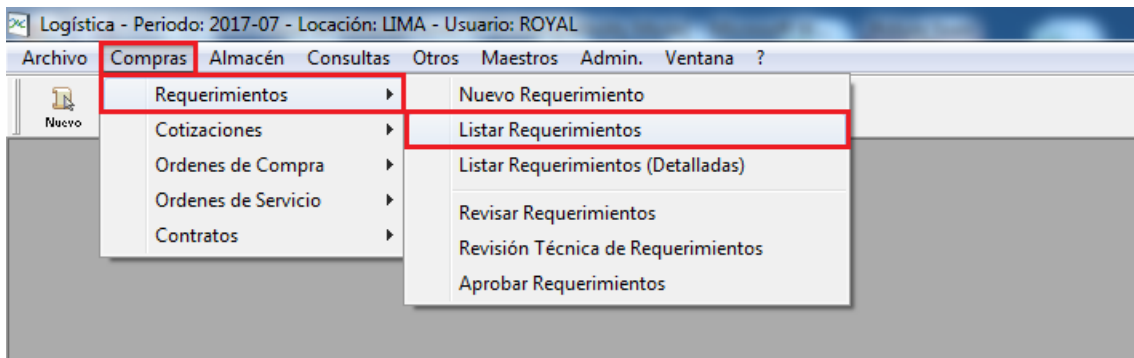 Logística - Periodo: 2017-07 - Locación: LIMA - Usuario: ROYAL
Archivo Compras Almacén Consultas Otros Maestros Admin. Ventana ?
Nuevo
Requerimientos
Cotizaciones
Ordenes de Compra
Ordenes de Servicio
Contratos
Nuevo Requerimiento
Listar Requerimientos
Listar Requerimientos (Detalladas)
Revisar Requerimientos
Revisión Técnica de Requerimientos
Aprobar Requerimientos